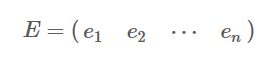 E = ( e₁ e₂ ⋯ eₙ )